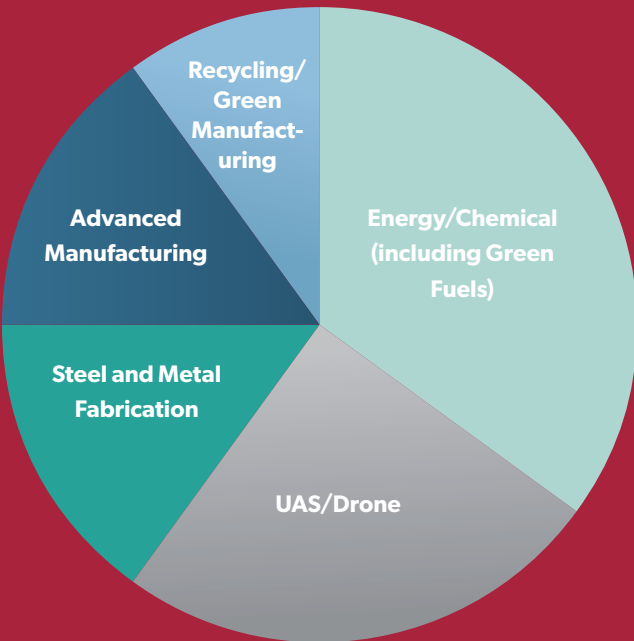 Recycling/
Green
Manufact-
uring
Energy/Chemical
(including Green
Fuels)
Advanced
Manufacturing
Steel and Metal
Fabrication
UAS/Drone